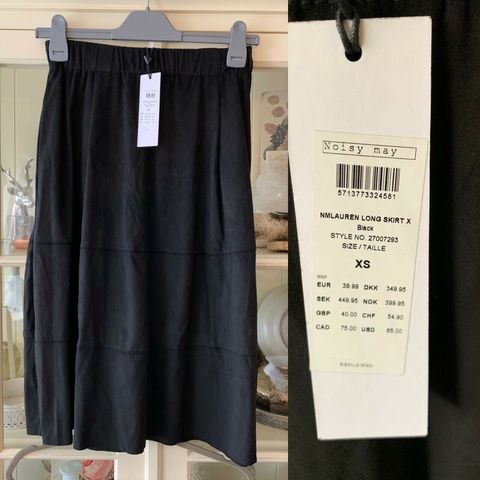 Noisy may
5713773324581
NMLAUREN LONG SKIRT X
Black
STYLE NO. 27007293
SIZE / TAILLE
XS
RRP
EUR 39.99 DKK 349.95
SEK 449.95 NOK 399.95
GBP 40.00 CHF 54.90
CAD 75.00 USD 65.00